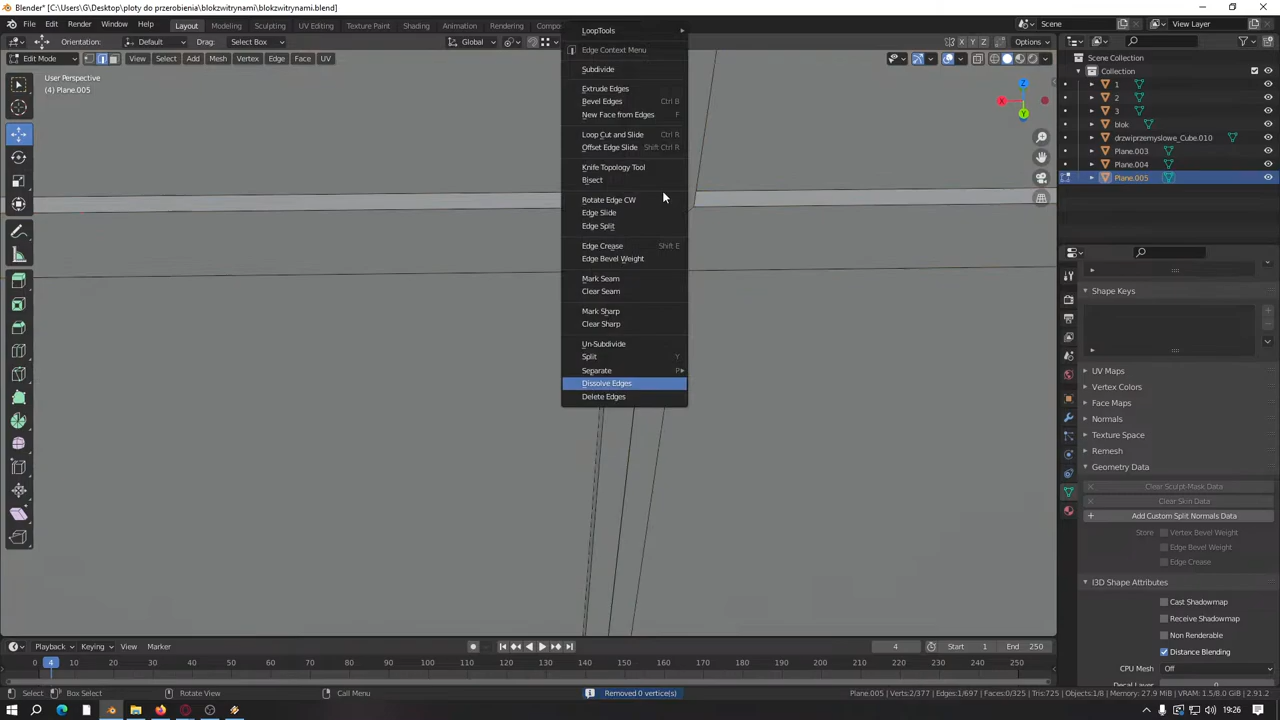 Blender* [C:\Users\G\Desktop\ploty do przerobienia\blokzwitrynami\blokzwitrynami.blend]
File Edit Render Window Help Layout Modeling Sculpting UV Editing Texture Paint Shading Animation Rendering Scene View Layer
Orientation: Default Drag: Select Box Global Options
Edit Mode View Select Add Mesh Vertex Edge Face UV
User Perspective
(4) Plane.005
LoopTools
Edge Context Menu
Subdivide
Extrude Edges
Bevel Edges Ctrl B
New Face from Edges F
Loop Cut and Slide Ctrl R
Offset Edge Slide Shift Ctrl R
Knife Topology Tool
Bisect
Rotate Edge CW
Edge Slide
Edge Split
Edge Crease Shift E
Edge Bevel Weight
Mark Seam
Clear Seam
Mark Sharp
Clear Sharp
Un-Subdivide
Split Y
Separate P
Dissolve Edges
Delete Edges
Z
X
Y
X Y Z
Scene Collection
Collection
1
2
3
blok
drzwiprzemyslowe_Cube.010
Plane.003
Plane.004
Plane.005
Shape Keys
UV Maps
Vertex Colors
Face Maps
Normals
Texture Space
Remesh
Geometry Data
Clear Sculpt-Mask Data
Clear Skin Data
Add Custom Split Normals Data
Store Vertex Bevel Weight
Edge Bevel Weight
Edge Crease
I3D Shape Attributes
Cast Shadowmap
Receive Shadowmap
Non Renderable
Distance Blending
CPU Mesh Off
Playback Keying View Marker 4 Start 1 End 250
0 4 10 20 30 40 50 60 70 80 90 100 110 120 130 140 150 160 170 180 190 200 210 220 230 240 250
Select Box Select Rotate View Call Menu Removed 0 vertice(s) Plane.005 | Verts:2/377 | Edges:1/697 | Faces:0/325 | Tris:725 | Objects:1/8 | Memory: 27.9 MiB | VRAM: 1.5/8.0 GiB | 2.91.2
19:26